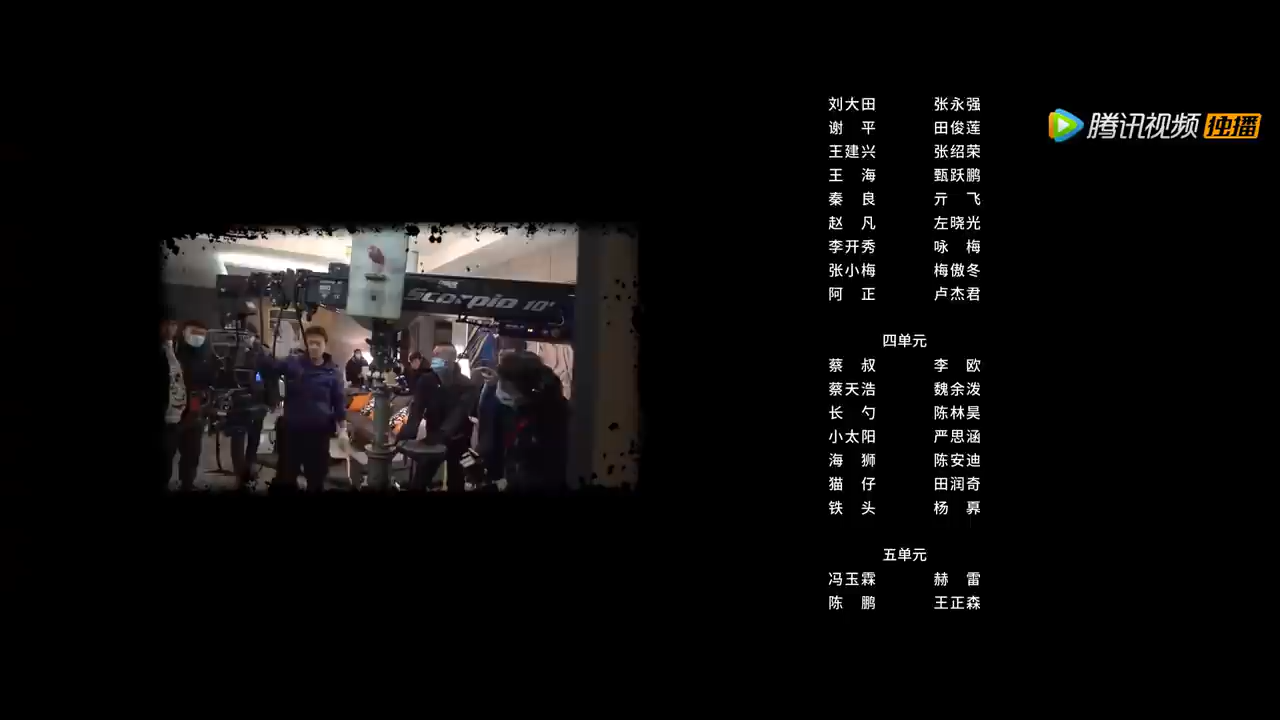 刘大田 张永强
谢 平 田俊莲
王建兴 张绍荣
王 海 甄跃鹏
秦 良 亓 飞
赵 凡 左晓光
李开秀 咏 梅
张小梅 梅傲冬
阿 正 卢杰君
四单元
蔡 叔 李 欧
蔡天浩 魏余泼
长 勺 陈林昊
小太阳 严思涵
海 狮 陈安迪
猫 仔 田润奇
铁 头 杨
五单元
冯玉霖 赫 雷
陈 鹏 王正森
腾讯视频 独播
Scorpio 10'